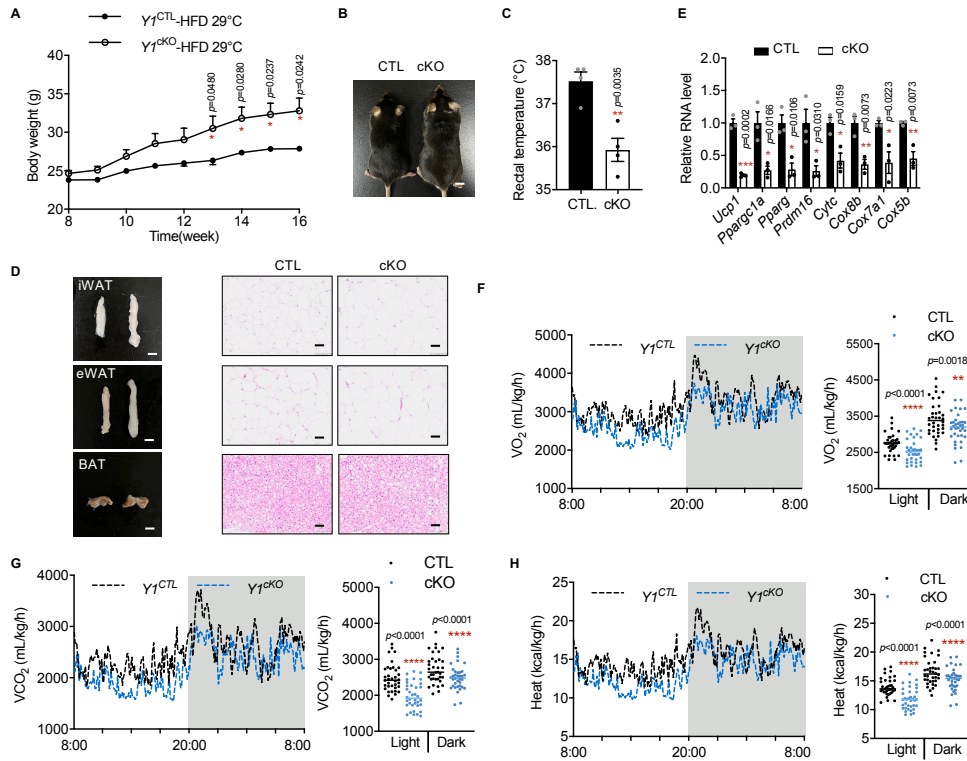 A
Y1CTL-HFD 29°C
Y1cKO-HFD 29°C
Body weight (g)
40
35
30
25
20
8 10 12 14 16
Time(week)
p=0.0480
p=0.0280
p=0.0237
p=0.0242
* * * *
B
CTL cKO
C
Rectal temperature (°C)
38
37
36
35
p=0.0035
**
CTL. cKO
E
CTL cKO
Relative RNA level
2.0
1.5
1.0
0.5
0.0
p=0.0002
p=0.0166
p=0.0106
p=0.0310
p=0.0159
p=0.0073
p=0.0223
p=0.0073
*** * * * * ** * **
Ucp1
Ppargc1a
Pparg
Prdm16
Cytc
Cox8b
Cox7a1
Cox5b
D
CTL cKO
iWAT
eWAT
BAT
F
Y1CTL Y1cKO
VO2 (mL/kg/h)
5000
4000
3000
2000
1000
8:00 20:00 8:00
CTL
cKO
p=0.0018
p<0.0001
**
****
VO2 (mL/kg/h)
5500
4500
3500
2500
1500
Light Dark
G
Y1CTL Y1cKO
VCO2 (mL/kg/h)
4000
3000
2000
1000
8:00 20:00 8:00
CTL
cKO
p<0.0001 p<0.0001
**** ****
VCO2 (mL/kg/h)
5000
4000
3000
2000
1000
Light Dark
H
Y1CTL Y1cKO
Heat (kcal/kg/h)
25
20
15
10
5
8:00 20:00 8:00
CTL
cKO
p<0.0001
p<0.0001
**** ****
Heat (kcal/kg/h)
30
25
20
15
10
5
Light Dark